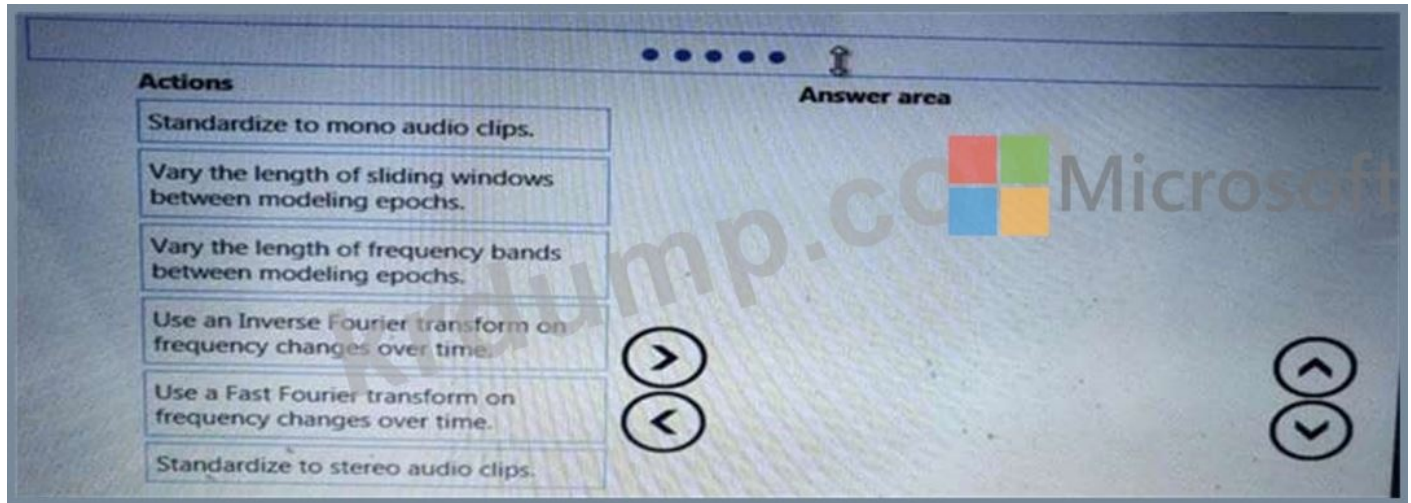 Actions
Answer area
Standardize to mono audio clips.
Vary the length of sliding windows
between modeling epochs.
Vary the length of frequency bands
between modeling epochs.
Use an Inverse Fourier transform on
frequency changes over time.
Use a Fast Fourier transform on
frequency changes over time.
Standardize to stereo audio clips.
Microsoft
krdump.co